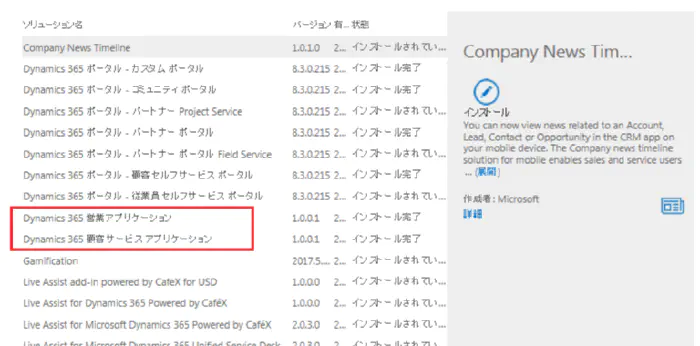 ソリューション名 バージョン 有... 状態
Company News Timeline 1.0.1.0 2... インストールされてい...
Dynamics 365 ポータル - カスタム ポータル 8.3.0.215 2... インストール完了
Dynamics 365 ポータル - コミュニティ ポータル 8.3.0.215 2... インストール完了
Dynamics 365 ポータル - パートナー Project Service 8.3.0.215 2... インストールされてい...
Dynamics 365 ポータル - パートナー ポータル 8.3.0.215 2... インストール完了
Dynamics 365 ポータル - パートナー ポータル Field Service 8.3.0.215 2... インストールされてい...
Dynamics 365 ポータル - 顧客セルフサービス ポータル 8.3.0.215 2... インストール完了
Dynamics 365 ポータル - 従業員セルフサービス ポータル 8.3.0.215 2... インストールされてい...
Dynamics 365 営業アプリケーション 1.0.0.1 2... インストール完了
Dynamics 365 顧客サービス アプリケーション 1.0.0.1 2... インストール完了
Gamification 2017.5.... 2... インストールされてい...
Live Assist add-in powered by CafeX for USD 1.0.0.0 2... インストールされてい...
Live Assist for Dynamics 365 Powered by CaféX 1.0.0.0 2... インストールされてい...
Live Assist for Microsoft Dynamics 365 Powered by CaféX 2.0.3.0 2... インストールされてい...
Live Assist for Microsoft Dynamics 365 Unified Service Desk 2.0.3.0 2... インストールされてい...
Company News Tim...
インストール
You can now view news related to an Account,
Lead, Contact or Opportunity in the CRM app on
your mobile device. The Company news timeline
solution for mobile enables sales and service users
... (展開)
作成者: Microsoft
詳細